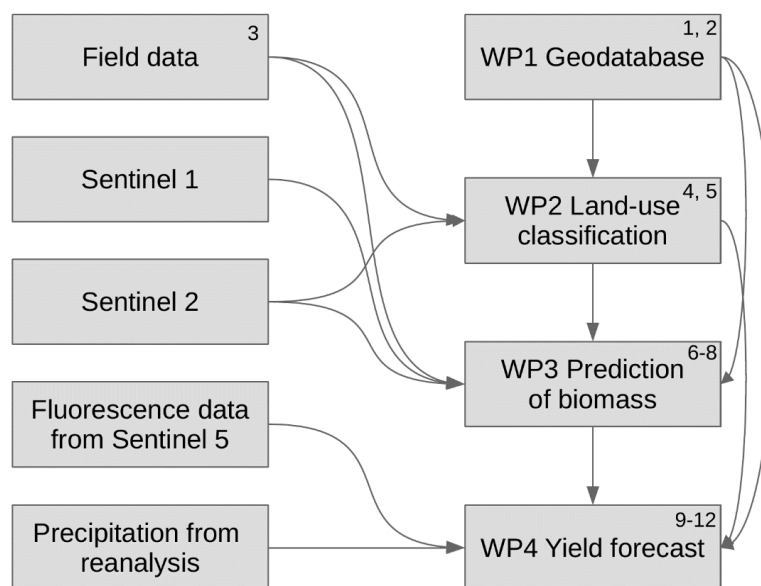 3
Field data
Sentinel 1
Sentinel 2
Fluorescence data
from Sentinel 5
Precipitation from
reanalysis
1, 2
WP1 Geodatabase
4, 5
WP2 Land-use
classification
6-8
WP3 Prediction
of biomass
9-12
WP4 Yield forecast